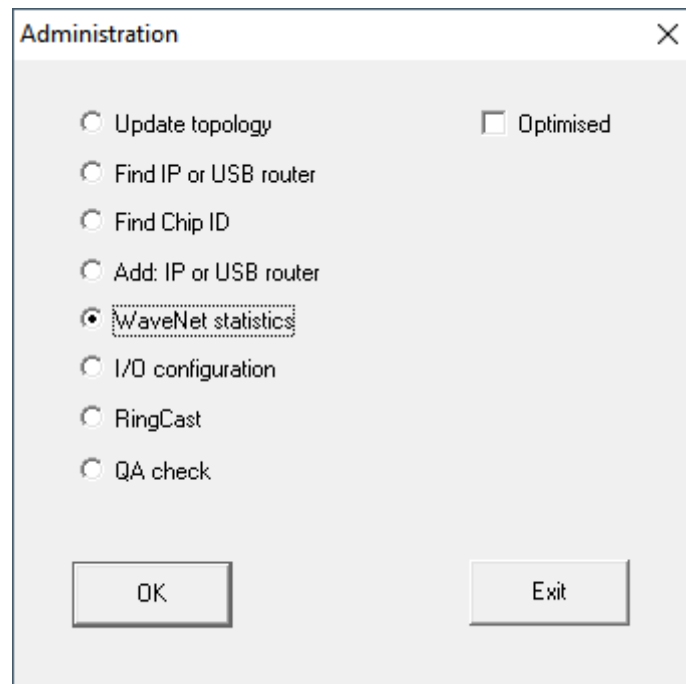 Administration
Update topology
Optimised
Find IP or USB router
Find Chip ID
Add: IP or USB router
WaveNet statistics
I/O configuration
RingCast
QA check
OK
Exit